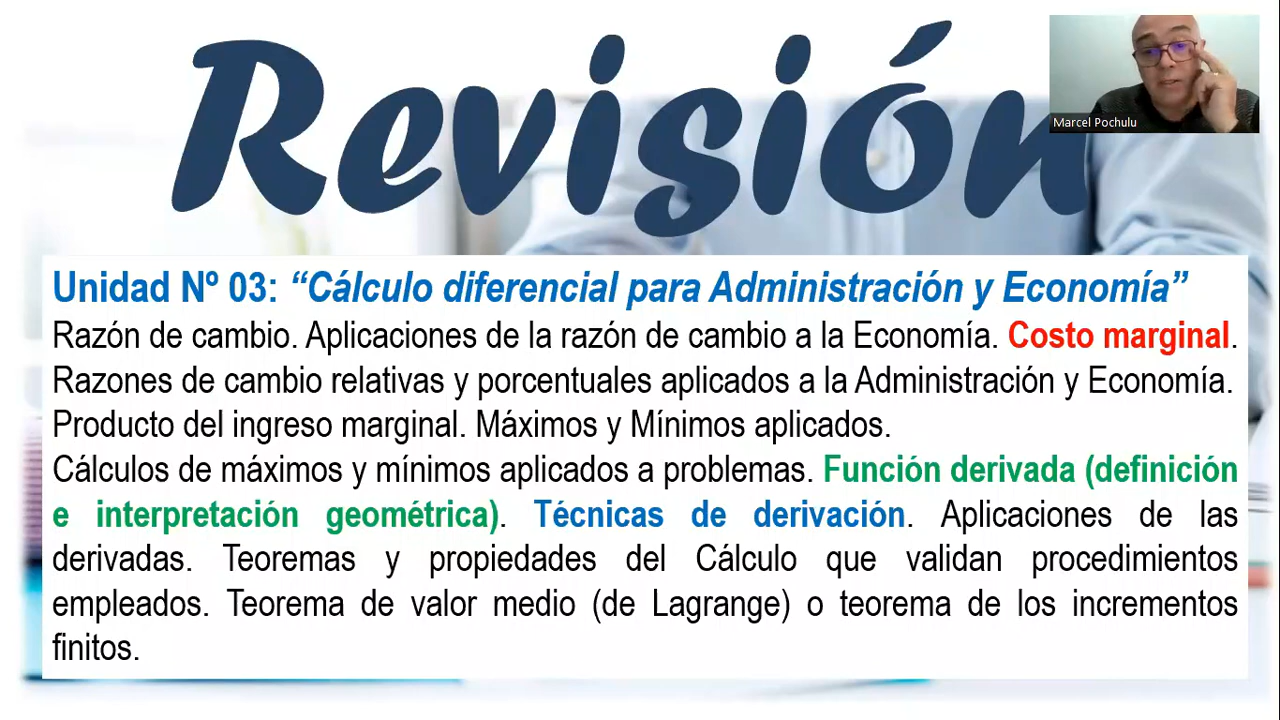 Revisión
Marcel Pochulu
Unidad Nº 03: “Cálculo diferencial para Administración y Economía”
Razón de cambio. Aplicaciones de la razón de cambio a la Economía. Costo marginal.
Razones de cambio relativas y porcentuales aplicados a la Administración y Economía.
Producto del ingreso marginal. Máximos y Mínimos aplicados.
Cálculos de máximos y mínimos aplicados a problemas. Función derivada (definición
e interpretación geométrica). Técnicas de derivación. Aplicaciones de las
derivadas. Teoremas y propiedades del Cálculo que validan procedimientos
empleados. Teorema de valor medio (de Lagrange) o teorema de los incrementos
finitos.